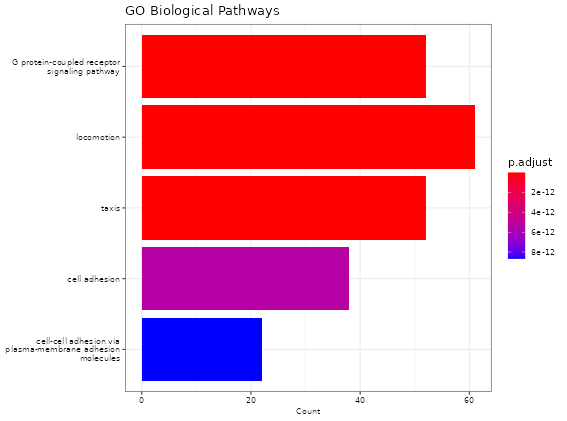 GO Biological Pathways
G protein-coupled receptor
signaling pathway
locomotion
taxis
cell adhesion
cell-cell adhesion via
plasma-membrane adhesion
molecules
0
20
40
60
Count
p.adjust
2e-12
4e-12
6e-12
8e-12